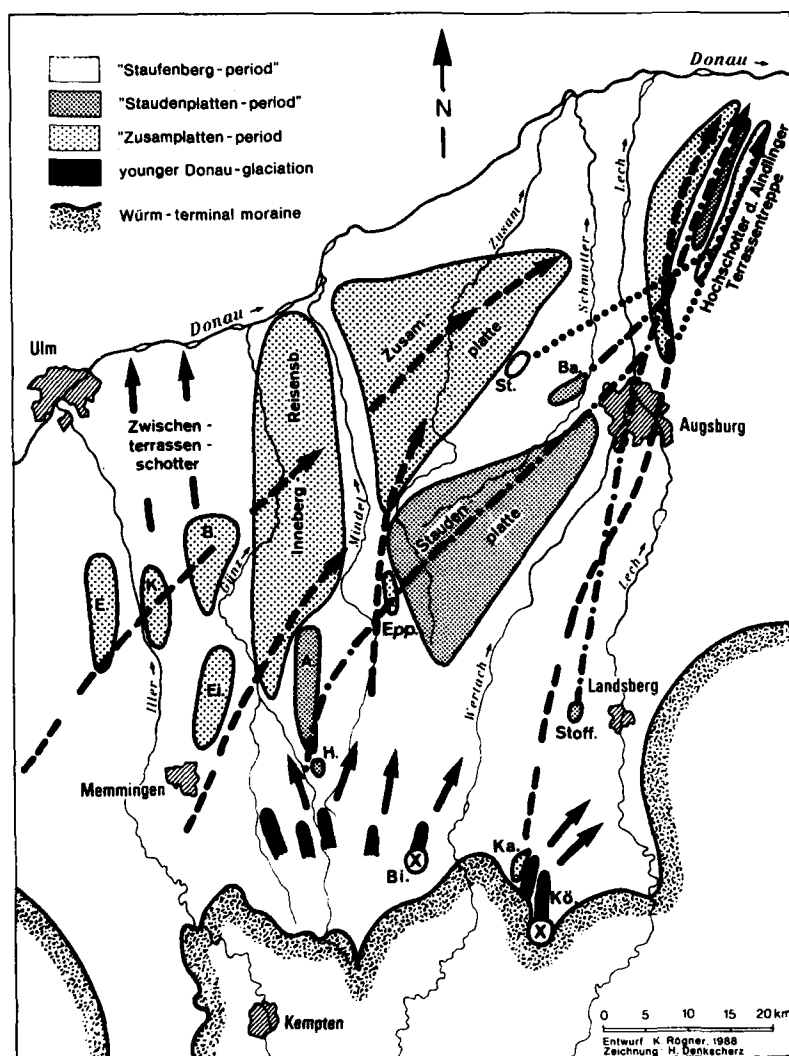 "Staufenberg-period"
"Staudenplatten-period"
"Zusamplatten-period
younger Donau-glaciation
Würm-terminal moraine
N
Donau →
Hochschotter d. Aindlinger
Terrassentreppe
Lech →
Schmutter →
Zusam →
Donau →
Ulm
Zwischen-
terrassen-
schotter
Reisensb.
Inneberg-
Zusam-
platte
St.
Ba.
Augsburg
Mindel →
Günz →
Stauden
platte
Lech →
B.
E.
K.
Iller →
Ei.
A.
Epp.
Wertach →
Landsberg
Stoff.
H.
Memmingen
Bi.
X
Ka.
Kö.
X
Kempten
0 5 10 15 20 km
Entwurf K. Rögner, 1988
Zeichnung H. Denkscherz